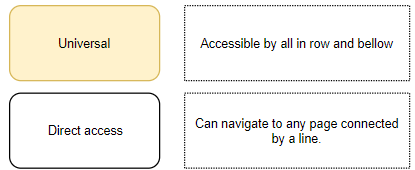 Universal
Accessible by all in row and bellow
Direct access
Can navigate to any page connected
by a line.